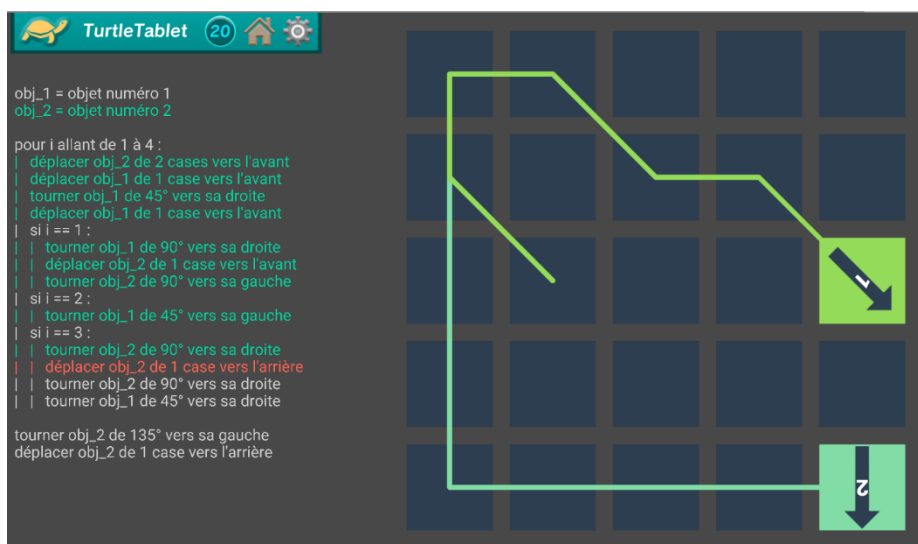 TurtleTablet 20
obj_1 = objet numéro 1
obj_2 = objet numéro 2
pour i allant de 1 à 4 :
| déplacer obj_2 de 2 cases vers l'avant
| déplacer obj_1 de 1 case vers l'avant
| tourner obj_1 de 45° vers sa droite
| déplacer obj_1 de 1 case vers l'avant
| si i == 1 :
| | tourner obj_1 de 90° vers sa droite
| | déplacer obj_2 de 1 case vers l'avant
| | tourner obj_2 de 90° vers sa gauche
| si i == 2 :
| | tourner obj_1 de 45° vers sa gauche
| si i == 3 :
| | tourner obj_2 de 90° vers sa droite
| | déplacer obj_2 de 1 case vers l'arrière
| | tourner obj_2 de 90° vers sa droite
| | tourner obj_1 de 45° vers sa droite
tourner obj_2 de 135° vers sa gauche
déplacer obj_2 de 1 case vers l'arrière
1
2